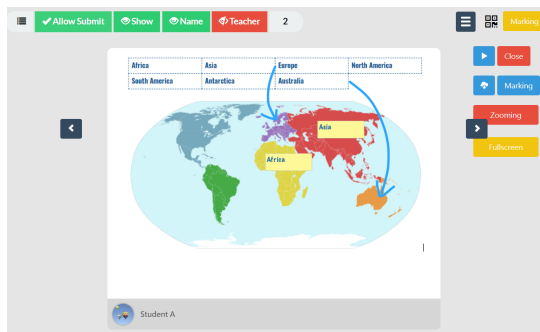 Allow Submit Show Name Teacher 2 Marking
Close
Marking
Zooming
Fullscreen
Africa Asia Europe North America
South America Antarctica Australia
Asia
Africa
Student A